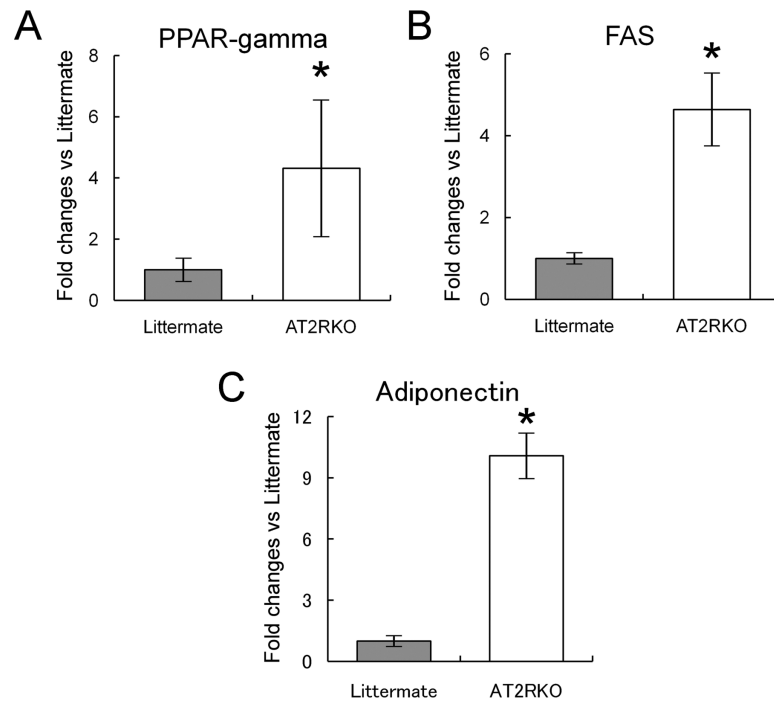 A
PPAR-gamma
Fold changes vs Littermate
8
6
4
2
0
*
Littermate AT2RKO
B
FAS
Fold changes vs Littermate
6
4
2
0
*
Littermate AT2RKO
C
Adiponectin
Fold changes vs Littermate
12
10
6
3
0
*
Littermate AT2RKO